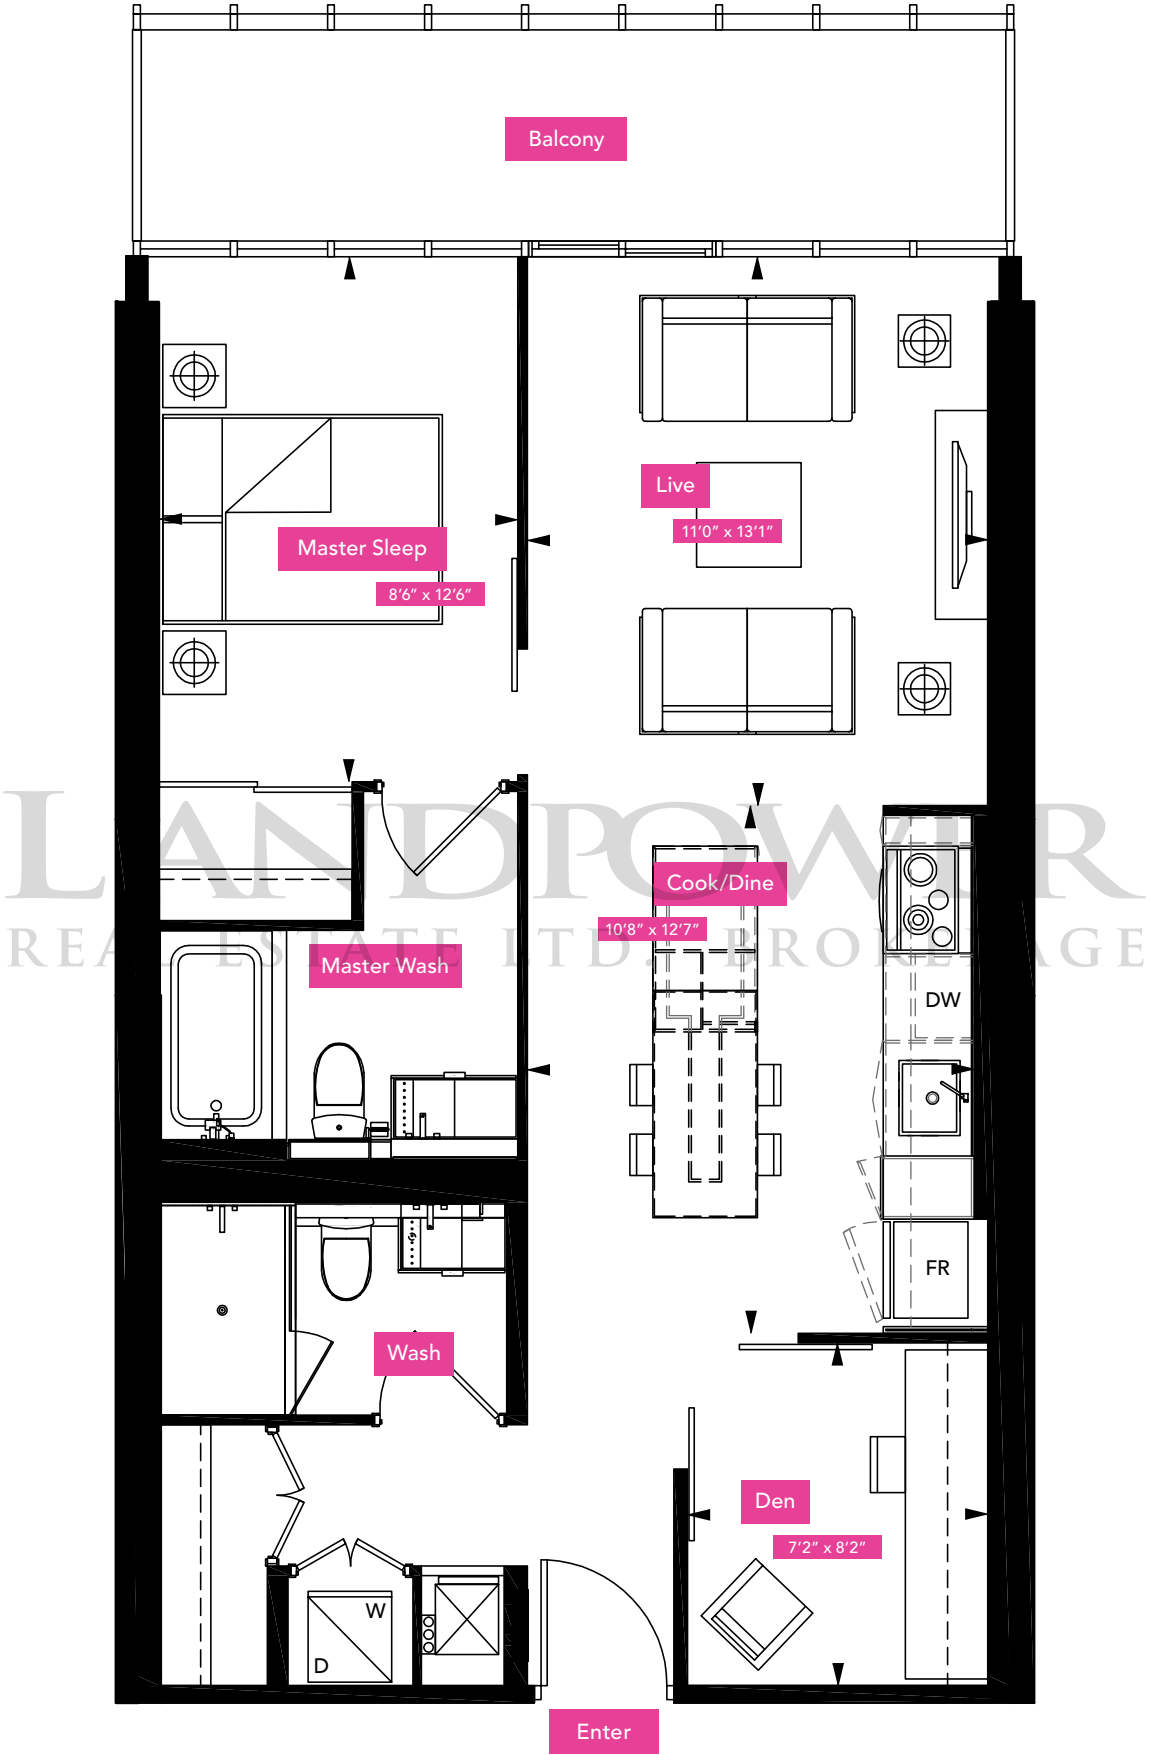 Balcony
Live
11'0" x 13'1"
Master Sleep
8'6" x 12'6"
LANDPOWER
REAL ESTATE LTD. BROKERAGE
Cook/Dine
10'8" x 12'7"
Master Wash
DW
FR
Wash
Den
7'2" x 8'2"
W
D
Enter